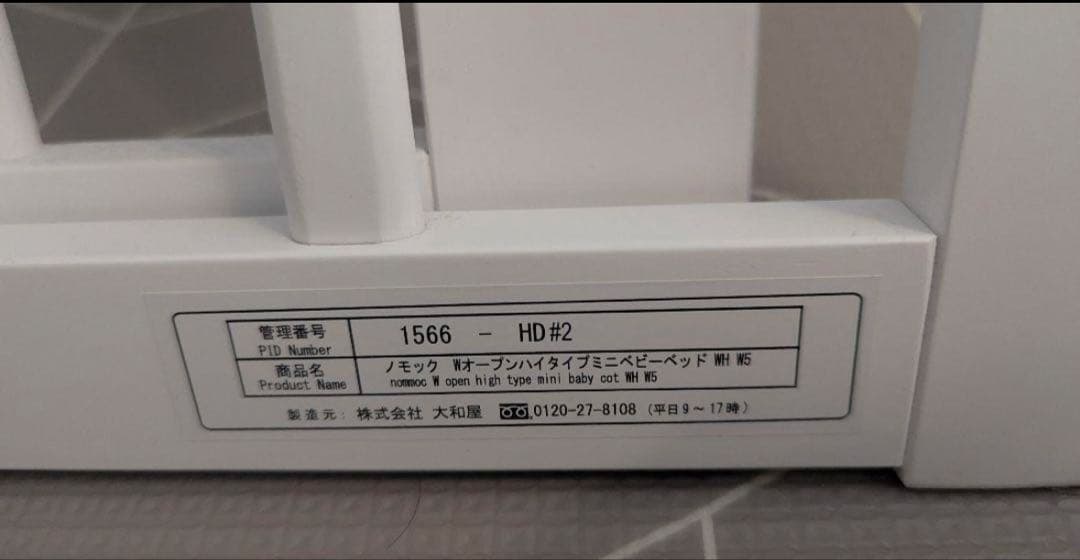 管理番号 1566 - HD#2
PID Number
商品名 ノモック Wオープンハイタイプミニベビーベッド WH W5
Product Name nommoc W open high type mini baby cot WH W5
製造元: 株式会社 大和屋 0120-27-8108 (平日9~17時)